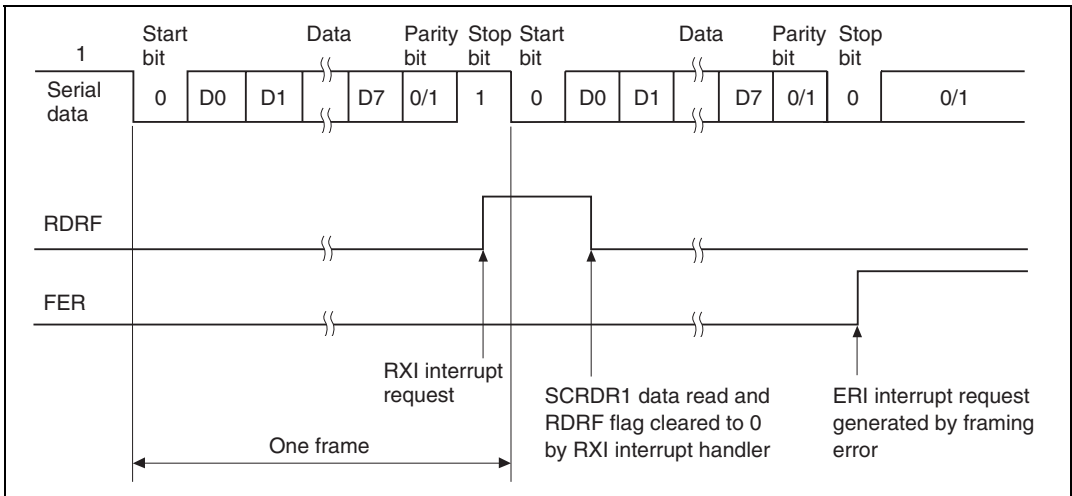 1
Start bit
Data
Parity bit
Stop bit
Start bit
Data
Parity bit
Stop bit
Serial data
0 D0 D1 D7 0/1 1 0 D0 D1 D7 0/1 0 0/1
RDRF
FER
RXI interrupt
request
SCRDR1 data read and
RDRF flag cleared to 0
by RXI interrupt handler
ERI interrupt request
generated by framing
error
One frame